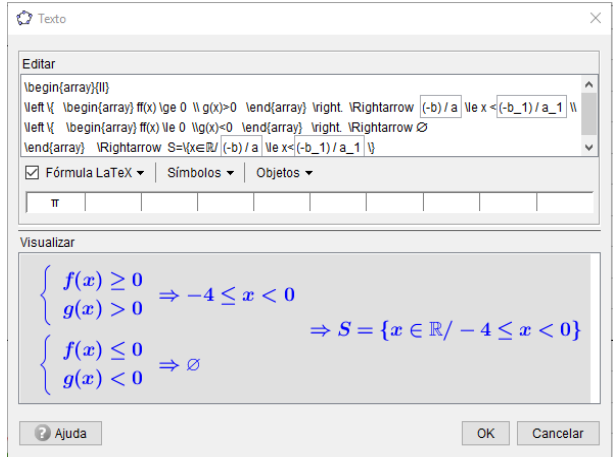 Texto
Editar
\begin{array}{ll}
\left \{ \begin{array} ff(x) \ge 0 \\ g(x)>0 \end{array} \right. \Rightarrow (-b) / a \le x < (-b_1) / a_1 \\
\left \{ \begin{array} ff(x) \le 0 \\g(x)<0 \end{array} \right. \Rightarrow ∅
\end{array} \Rightarrow S=\{x∈ℝ/ (-b) / a \le x< (-b_1) / a_1 \}
Fórmula LaTeX Símbolos Objetos
π
Visualizar
f(x) ≥ 0
g(x) > 0
⇒ −4 ≤ x < 0
⇒ S = {x ∈ ℝ/ − 4 ≤ x < 0}
f(x) ≤ 0
g(x) < 0
⇒ ∅
Ajuda OK Cancelar